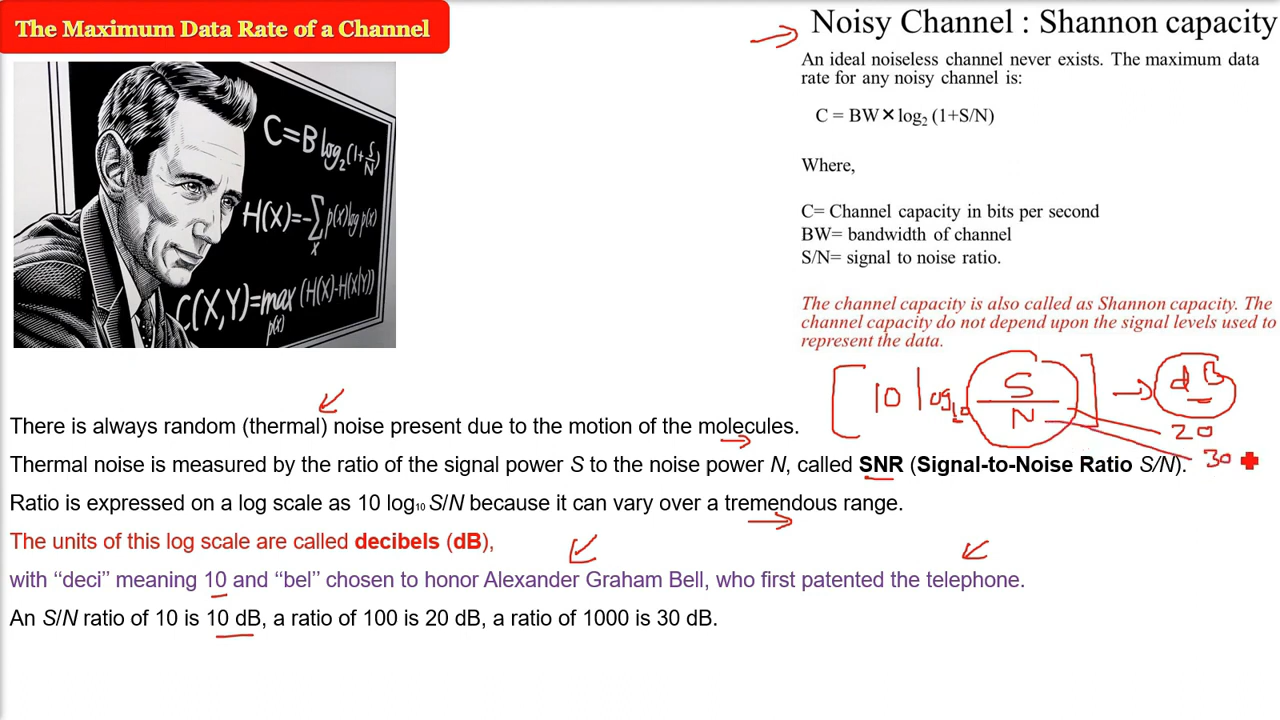 The Maximum Data Rate of a Channel
C=B log₂(1+S/N)
H(X)=-∑ p(x) log p(x)
x
C(X,Y)=max (H(X)-H(X|Y))
p(x)
Noisy Channel : Shannon capacity
An ideal noiseless channel never exists. The maximum data
rate for any noisy channel is:
C = BW×log₂ (1+S/N)
Where,
C= Channel capacity in bits per second
BW= bandwidth of channel
S/N= signal to noise ratio.
The channel capacity is also called as Shannon capacity. The
channel capacity do not depend upon the signal levels used to
represent the data.
[10 log₁₀ S/N] → dB
20
30
There is always random (thermal) noise present due to the motion of the molecules.
Thermal noise is measured by the ratio of the signal power S to the noise power N, called SNR (Signal-to-Noise Ratio S/N).
Ratio is expressed on a log scale as 10 log₁₀ S/N because it can vary over a tremendous range.
The units of this log scale are called decibels (dB),
with “deci” meaning 10 and “bel” chosen to honor Alexander Graham Bell, who first patented the telephone.
An S/N ratio of 10 is 10 dB, a ratio of 100 is 20 dB, a ratio of 1000 is 30 dB.